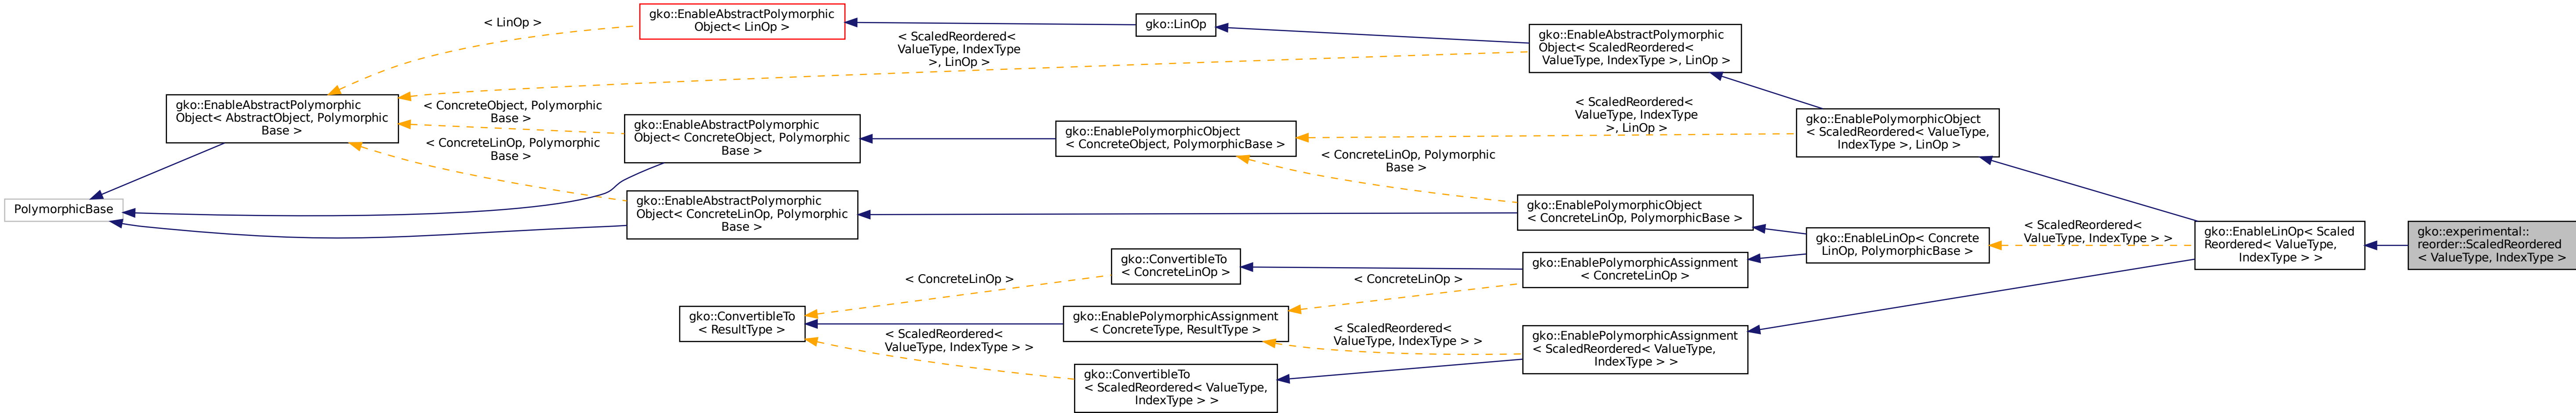 PolymorphicBase
gko::EnableAbstractPolymorphic
Object< AbstractObject, Polymorphic
Base >
< LinOp >
< ConcreteObject, Polymorphic
Base >
< ConcreteLinOp, Polymorphic
Base >
gko::EnableAbstractPolymorphic
Object< LinOp >
gko::EnableAbstractPolymorphic
Object< ConcreteObject, Polymorphic
Base >
gko::EnableAbstractPolymorphic
Object< ConcreteLinOp, Polymorphic
Base >
gko::ConvertibleTo
< ResultType >
< ScaledReordered<
ValueType, IndexType
>, LinOp >
< ConcreteLinOp >
< ScaledReordered<
ValueType, IndexType > >
gko::LinOp
gko::EnablePolymorphicObject
< ConcreteObject, PolymorphicBase >
gko::ConvertibleTo
< ConcreteLinOp >
gko::EnablePolymorphicAssignment
< ConcreteType, ResultType >
gko::ConvertibleTo
< ScaledReordered< ValueType,
IndexType > >
< ConcreteLinOp, Polymorphic
Base >
< ConcreteLinOp >
< ScaledReordered<
ValueType, IndexType > >
gko::EnableAbstractPolymorphic
Object< ScaledReordered<
ValueType, IndexType >, LinOp >
< ScaledReordered<
ValueType, IndexType
>, LinOp >
gko::EnablePolymorphicObject
< ConcreteLinOp, PolymorphicBase >
gko::EnablePolymorphicAssignment
< ConcreteLinOp >
gko::EnablePolymorphicAssignment
< ScaledReordered< ValueType,
IndexType > >
gko::EnablePolymorphicObject
< ScaledReordered< ValueType,
IndexType >, LinOp >
gko::EnableLinOp< Concrete
LinOp, PolymorphicBase >
< ScaledReordered<
ValueType, IndexType > >
gko::EnableLinOp< Scaled
Reordered< ValueType,
IndexType > >
gko::experimental::
reorder::ScaledReordered
< ValueType, IndexType >